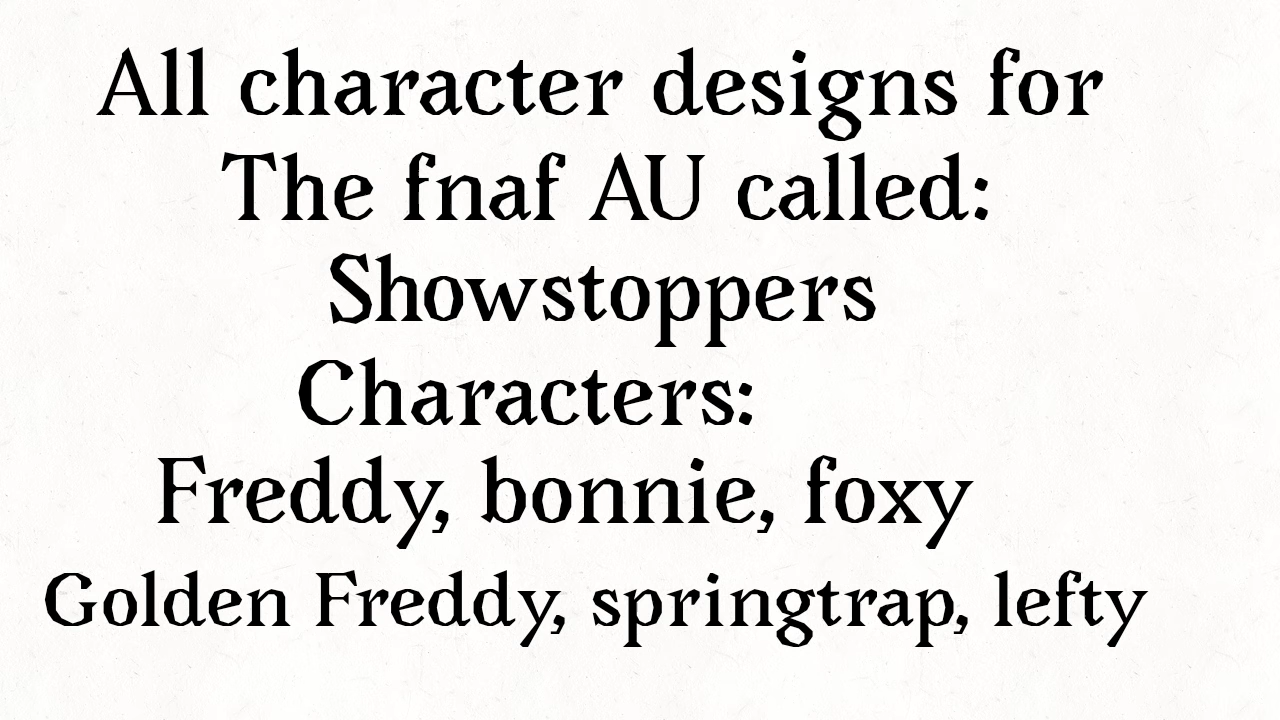 All character designs for
The fnaf AU called:
Showstoppers
Characters:
Freddy, bonnie, foxy
Golden Freddy, springtrap, lefty